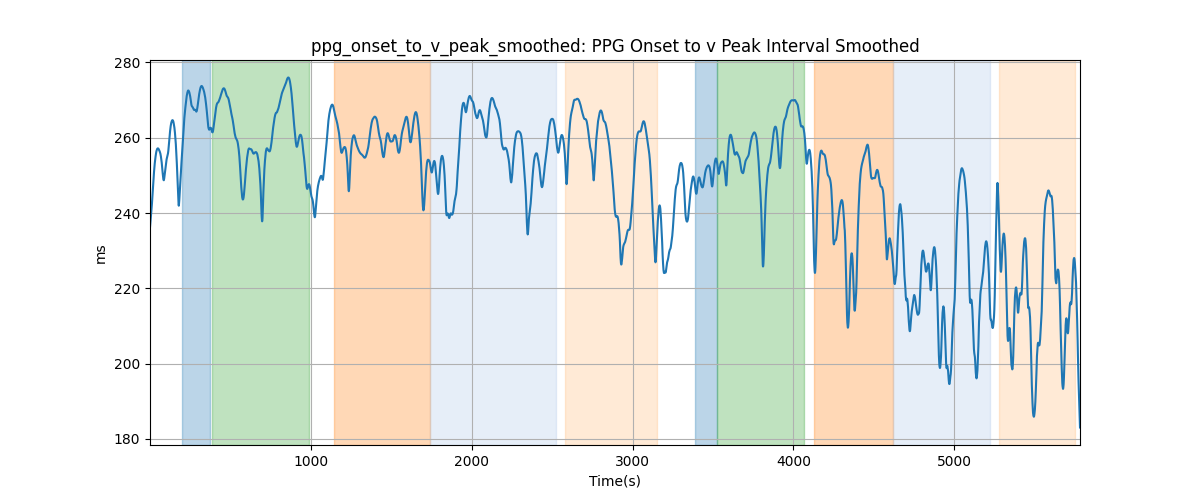 ppg_onset_to_v_peak_smoothed: PPG Onset to v Peak Interval Smoothed
280
260
240
220
200
180
ms
1000 2000 3000 4000 5000
Time(s)